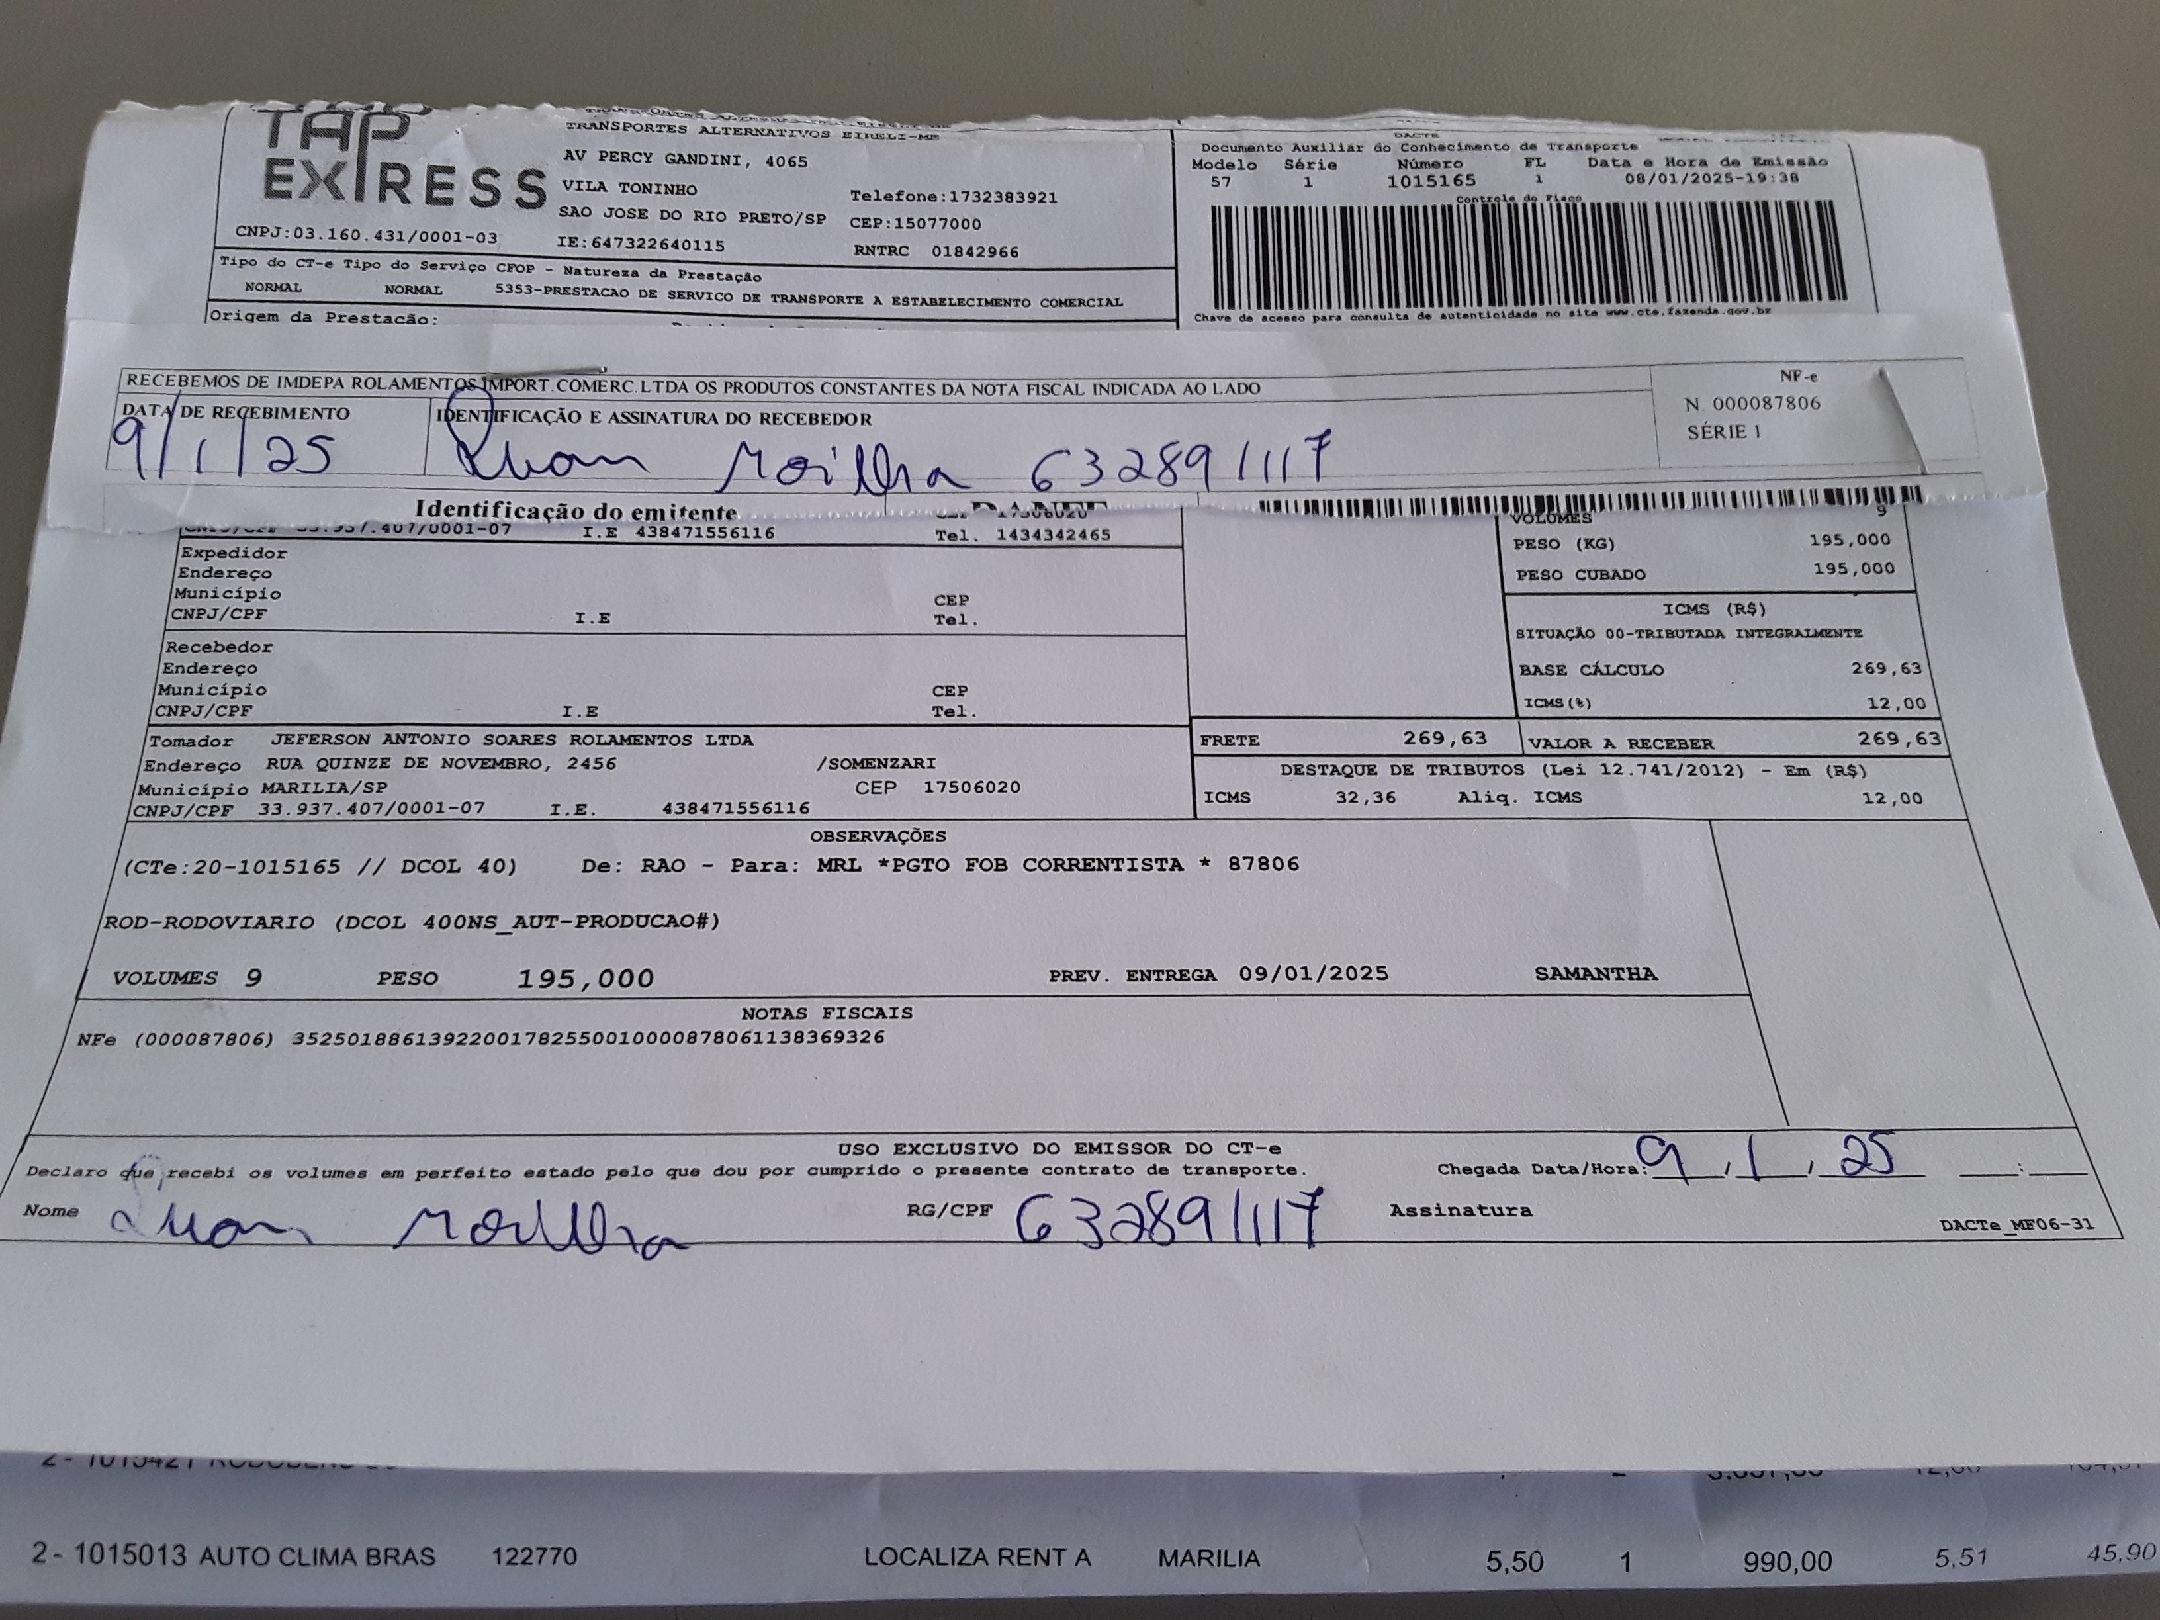 TAP
EXPRESS
TRANSPORTES ALTERNATIVOS EIRELI-ME
AV PERCY GANDINI, 4065
VILA TONINHO
Telefone:1732383921
SAO JOSE DO RIO PRETO/SP CEP:15077000
CNPJ:03.160.431/0001-03 IE:647322640115 RNTRC 01842966
Tipo do CT-e Tipo do Serviço CFOP - Natureza da Prestação
NORMAL NORMAL 5353-PRESTACAO DE SERVICO DE TRANSPORTE A ESTABELECIMENTO COMERCIAL
Origem da Prestação:
DACTE
Documento Auxiliar do Conhecimento de Transporte
Modelo Série Número FL Data e Hora de Emissão
57 1 1015165 1 08/01/2025-19:38
Controle do Fisco
Chave de acesso para consulta de autenticidade no site www.cte.fazenda.gov.br
RECEBEMOS DE IMDEPA ROLAMENTOS IMPORT.COMERC.LTDA OS PRODUTOS CONSTANTES DA NOTA FISCAL INDICADA AO LADO
NF-e
N. 000087806
SÉRIE 1
DATA DE RECEBIMENTO IDENTIFICAÇÃO E ASSINATURA DO RECEBEDOR
9/1/25 632891117
Identificação do emitente DANFE
CNPJ/CPF 33.937.407/0001-07 I.E 438471556116 Tel. 1434342465
VOLUMES 9
PESO (KG) 195,000
PESO CUBADO 195,000
Expedidor
Endereço
Município CEP
CNPJ/CPF I.E Tel.
ICMS (R$)
SITUAÇÃO 00-TRIBUTADA INTEGRALMENTE
BASE CÁLCULO 269,63
ICMS(%) 12,00
Recebedor
Endereço
Município CEP
CNPJ/CPF I.E Tel.
Tomador JEFERSON ANTONIO SOARES ROLAMENTOS LTDA
Endereço RUA QUINZE DE NOVEMBRO, 2456 /SOMENZARI
Município MARILIA/SP CEP 17506020
CNPJ/CPF 33.937.407/0001-07 I.E. 438471556116
FRETE 269,63 VALOR A RECEBER 269,63
DESTAQUE DE TRIBUTOS (Lei 12.741/2012) - Em (R$)
ICMS 32,36 Aliq. ICMS 12,00
OBSERVAÇÕES
(CTe:20-1015165 // DCOL 40) De: RAO - Para: MRL *PGTO FOB CORRENTISTA * 87806
ROD-RODOVIARIO (DCOL 400NS_AUT-PRODUCAO#)
VOLUMES 9 PESO 195,000 PREV. ENTREGA 09/01/2025 SAMANTHA
NOTAS FISCAIS
NFe (000087806) 35250188613922001782550010000878061138369326
USO EXCLUSIVO DO EMISSOR DO CT-e
Declaro que recebi os volumes em perfeito estado pelo que dou por cumprido o presente contrato de transporte. Chegada Data/Hora: 9 / 1 / 25 __:__
Nome RG/CPF 632891117 Assinatura
DACTe_MF06-31
2 - 1015013 AUTO CLIMA BRAS 122770 LOCALIZA RENT A MARILIA 5,50 1 990,00 5,51 45,90